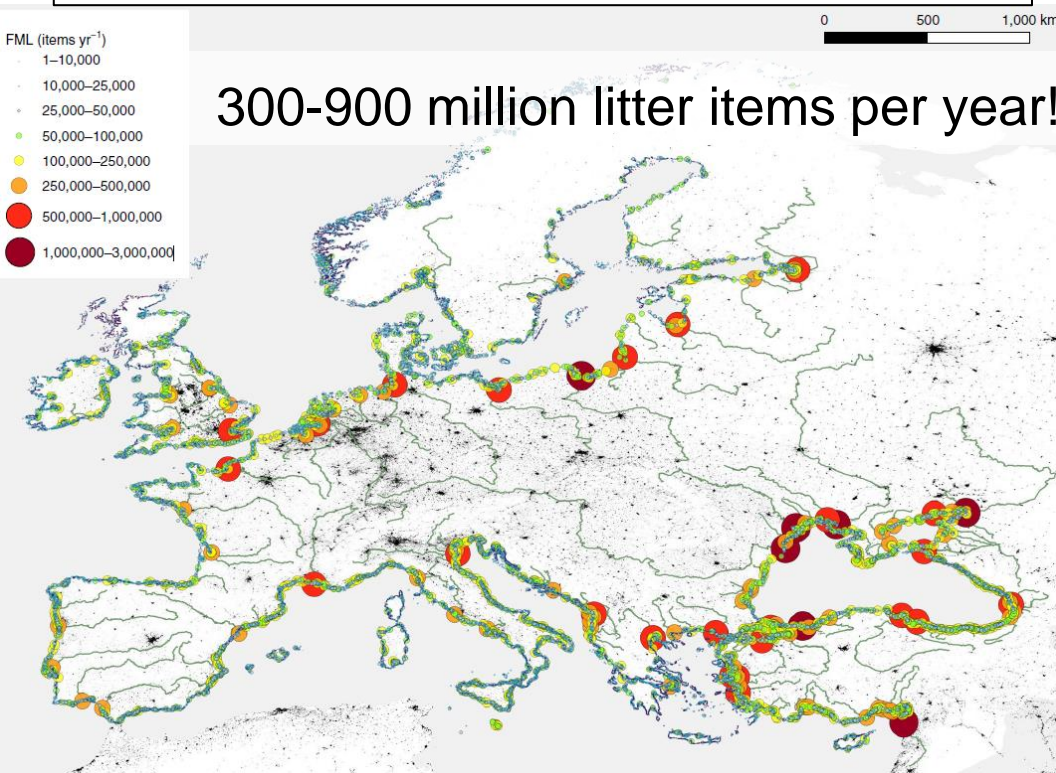 0 500 1,000 km
FML (items yr⁻¹)
1–10,000
10,000–25,000
25,000–50,000
50,000–100,000
100,000–250,000
250,000–500,000
500,000–1,000,000
1,000,000–3,000,000
300-900 million litter items per year!